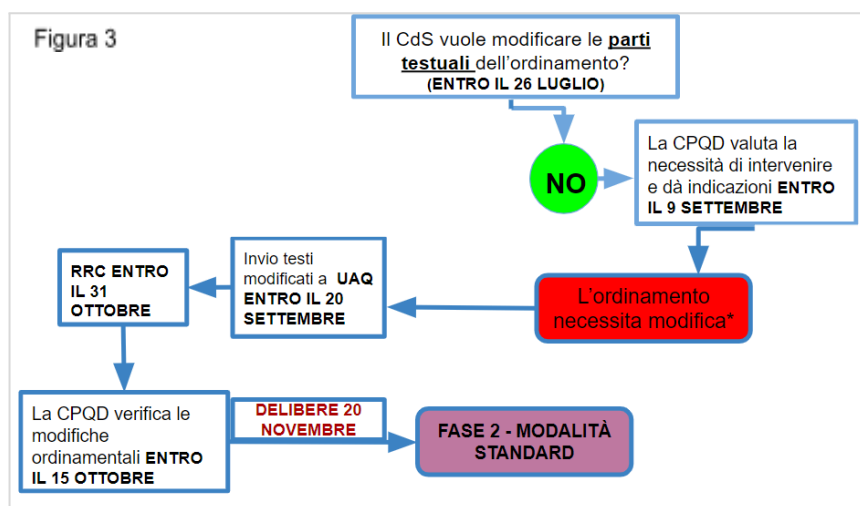 Figura 3
Il CdS vuole modificare le parti
testuali dell'ordinamento?
(ENTRO IL 26 LUGLIO)
NO
La CPQD valuta la
necessità di intervenire
e dà indicazioni ENTRO
IL 9 SETTEMBRE
L'ordinamento
necessita modifica*
Invio testi
modificati a UAQ
ENTRO IL 20
SETTEMBRE
RRC ENTRO
IL 31
OTTOBRE
La CPQD verifica le
modifiche
ordinamentali ENTRO
IL 15 OTTOBRE
DELIBERE 20
NOVEMBRE
FASE 2 - MODALITÀ
STANDARD